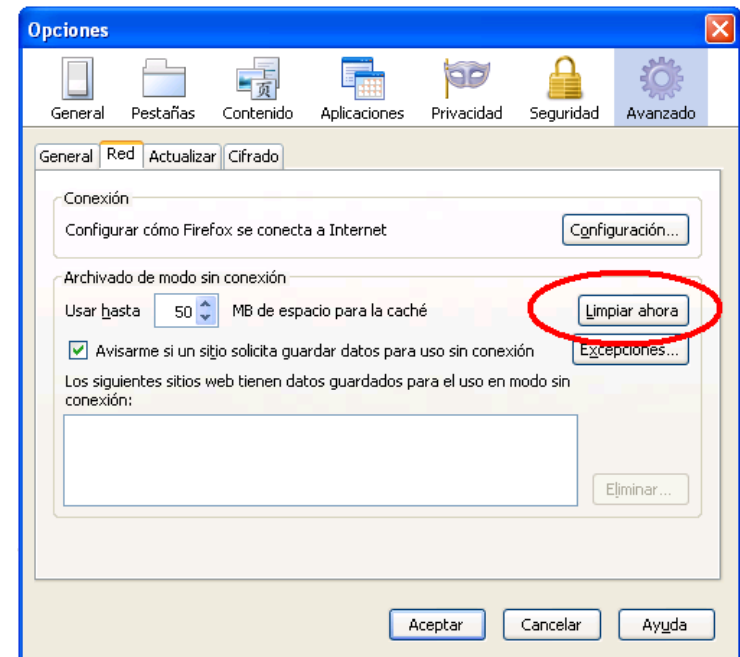 Opciones
General Pestañas Contenido Aplicaciones Privacidad Seguridad Avanzado
页
General Red Actualizar Cifrado
Conexión
Configurar cómo Firefox se conecta a Internet Configuración...
Archivado de modo sin conexión
Usar hasta 50 MB de espacio para la caché Limpiar ahora
Avisarme si un sitio solicita guardar datos para uso sin conexión Excepciones...
Los siguientes sitios web tienen datos guardados para el uso en modo sin
conexión:
Eliminar...
Aceptar Cancelar Ayuda